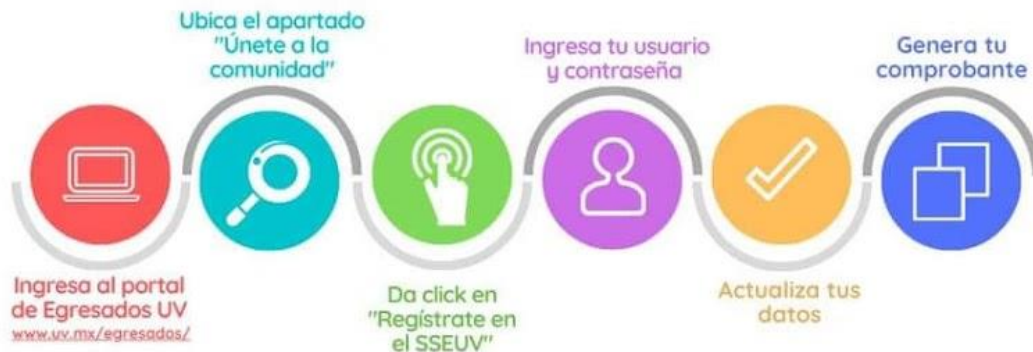 Ingresa al portal
de Egresados UV
www.uv.mx/egresados/
Ubica el apartado
"Únete a la
comunidad"
Da click en
"Regístrate en
el SSEUV"
Ingresa tu usuario
y contraseña
Actualiza tus
datos
Genera tu
comprobante